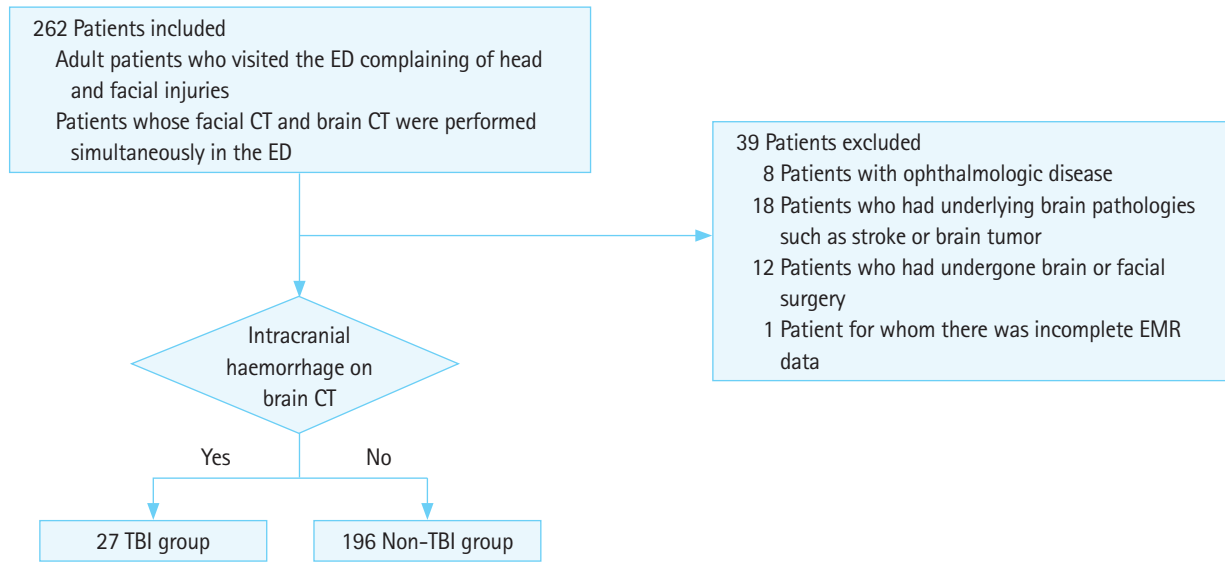 262 Patients included
Adult patients who visited the ED complaining of head
and facial injuries
Patients whose facial CT and brain CT were performed
simultaneously in the ED
39 Patients excluded
8 Patients with ophthalmologic disease
18 Patients who had underlying brain pathologies
such as stroke or brain tumor
12 Patients who had undergone brain or facial
surgery
1 Patient for whom there was incomplete EMR
data
Intracranial
haemorrhage on
brain CT
Yes
No
27 TBI group
196 Non-TBI group